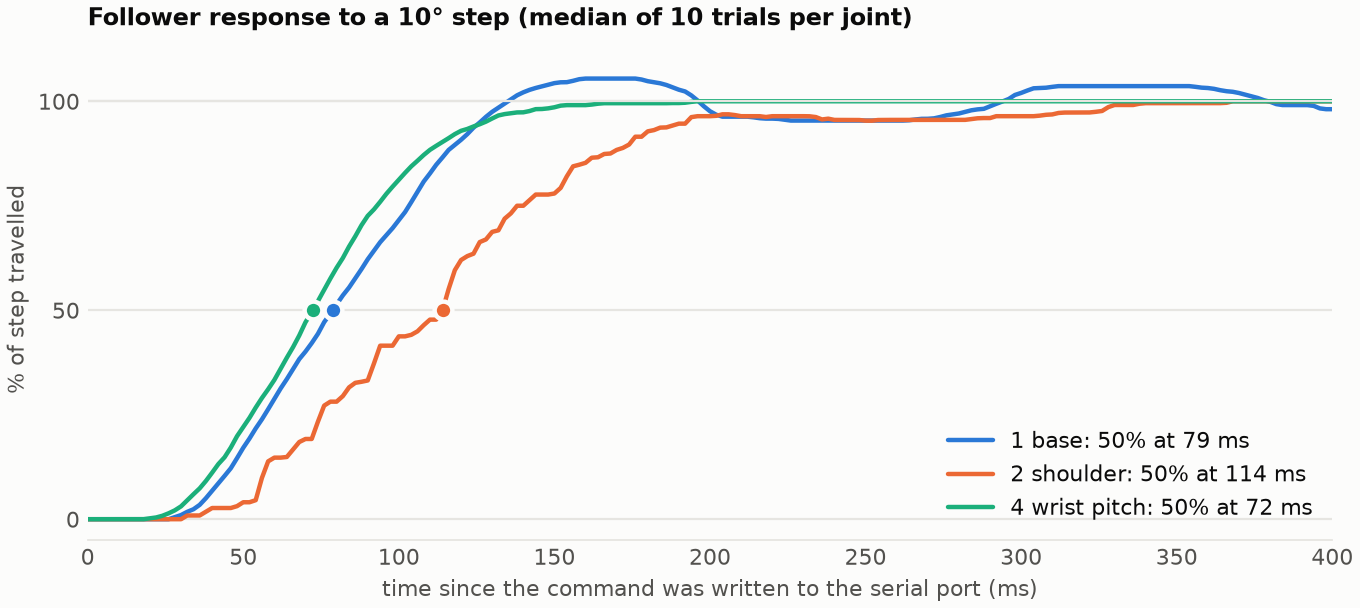 Follower response to a 10° step (median of 10 trials per joint)
% of step travelled
100
50
0
1 base: 50% at 79 ms
2 shoulder: 50% at 114 ms
4 wrist pitch: 50% at 72 ms
0 50 100 150 200 250 300 350 400
time since the command was written to the serial port (ms)